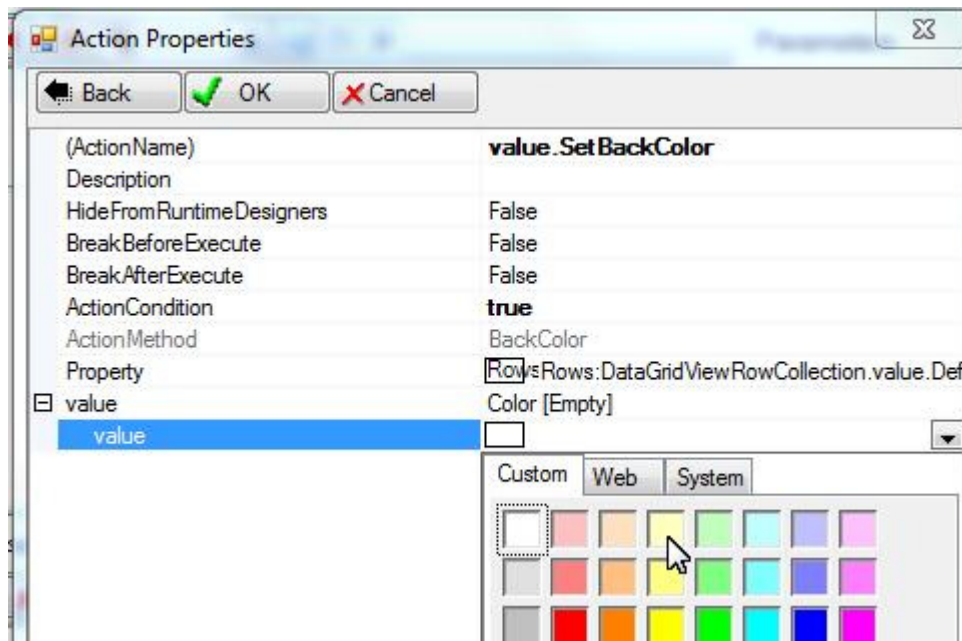 Action Properties
Back OK Cancel
(ActionName) value.SetBackColor
Description
HideFromRuntimeDesigners False
BreakBeforeExecute False
BreakAfterExecute False
ActionCondition true
ActionMethod BackColor
Property Rows:DataGridViewRowCollection.value.Def
value Color [Empty]
value
Custom Web System